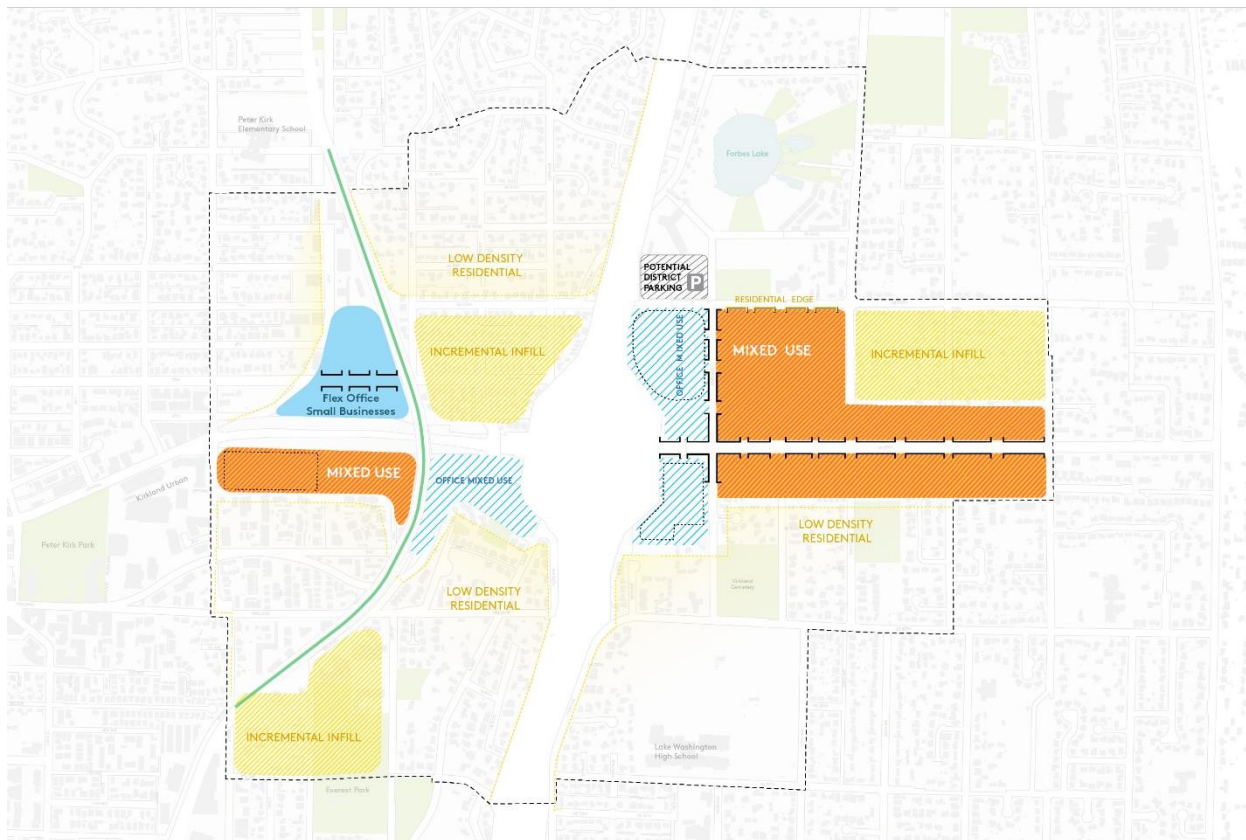 Peter Kirk
Elementary School
Forbes Lake
LOW DENSITY
RESIDENTIAL
POTENTIAL
DISTRICT
PARKING
P
RESIDENTIAL EDGE
OFFICE MIXED USE
MIXED USE
INCREMENTAL INFILL
INCREMENTAL INFILL
Flex Office
Small Businesses
MIXED USE
OFFICE MIXED USE
Kirkland Urban
Peter Kirk Park
LOW DENSITY
RESIDENTIAL
LOW DENSITY
RESIDENTIAL
Cemetery
INCREMENTAL INFILL
Lake Washington
High School
Everest Park